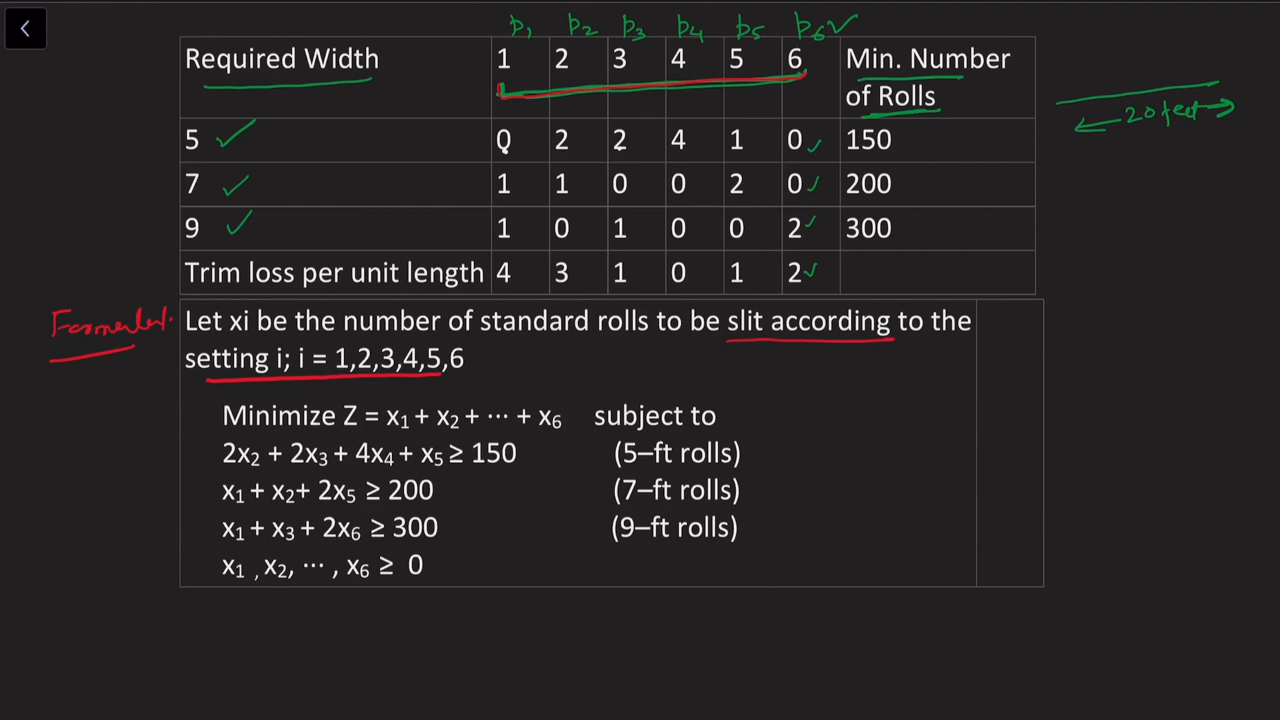 p1 p2 p3 p4 p5 p6
Required Width 1 2 3 4 5 6 Min. Number
of Rolls
20 feet
5 0 2 2 4 1 0 150
7 1 1 0 0 2 0 200
9 1 0 1 0 0 2 300
Trim loss per unit length 4 3 1 0 1 2
Let xi be the number of standard rolls to be slit according to the
setting i; i = 1,2,3,4,5,6
Minimize Z = x₁ + x₂ + ··· + x₆ subject to
2x₂ + 2x₃ + 4x₄ + x₅ ≥ 150 (5–ft rolls)
x₁ + x₂+ 2x₅ ≥ 200 (7–ft rolls)
x₁ + x₃ + 2x₆ ≥ 300 (9–ft rolls)
x₁ , x₂, ··· , x₆ ≥ 0